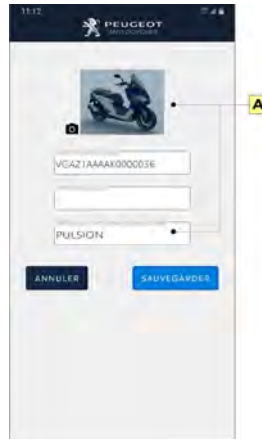 11:12
PEUGEOT
MOTOCYCLES
A
VGAZ1AAAAK0000036
PULSION
ANNULER
SAUVEGARDER